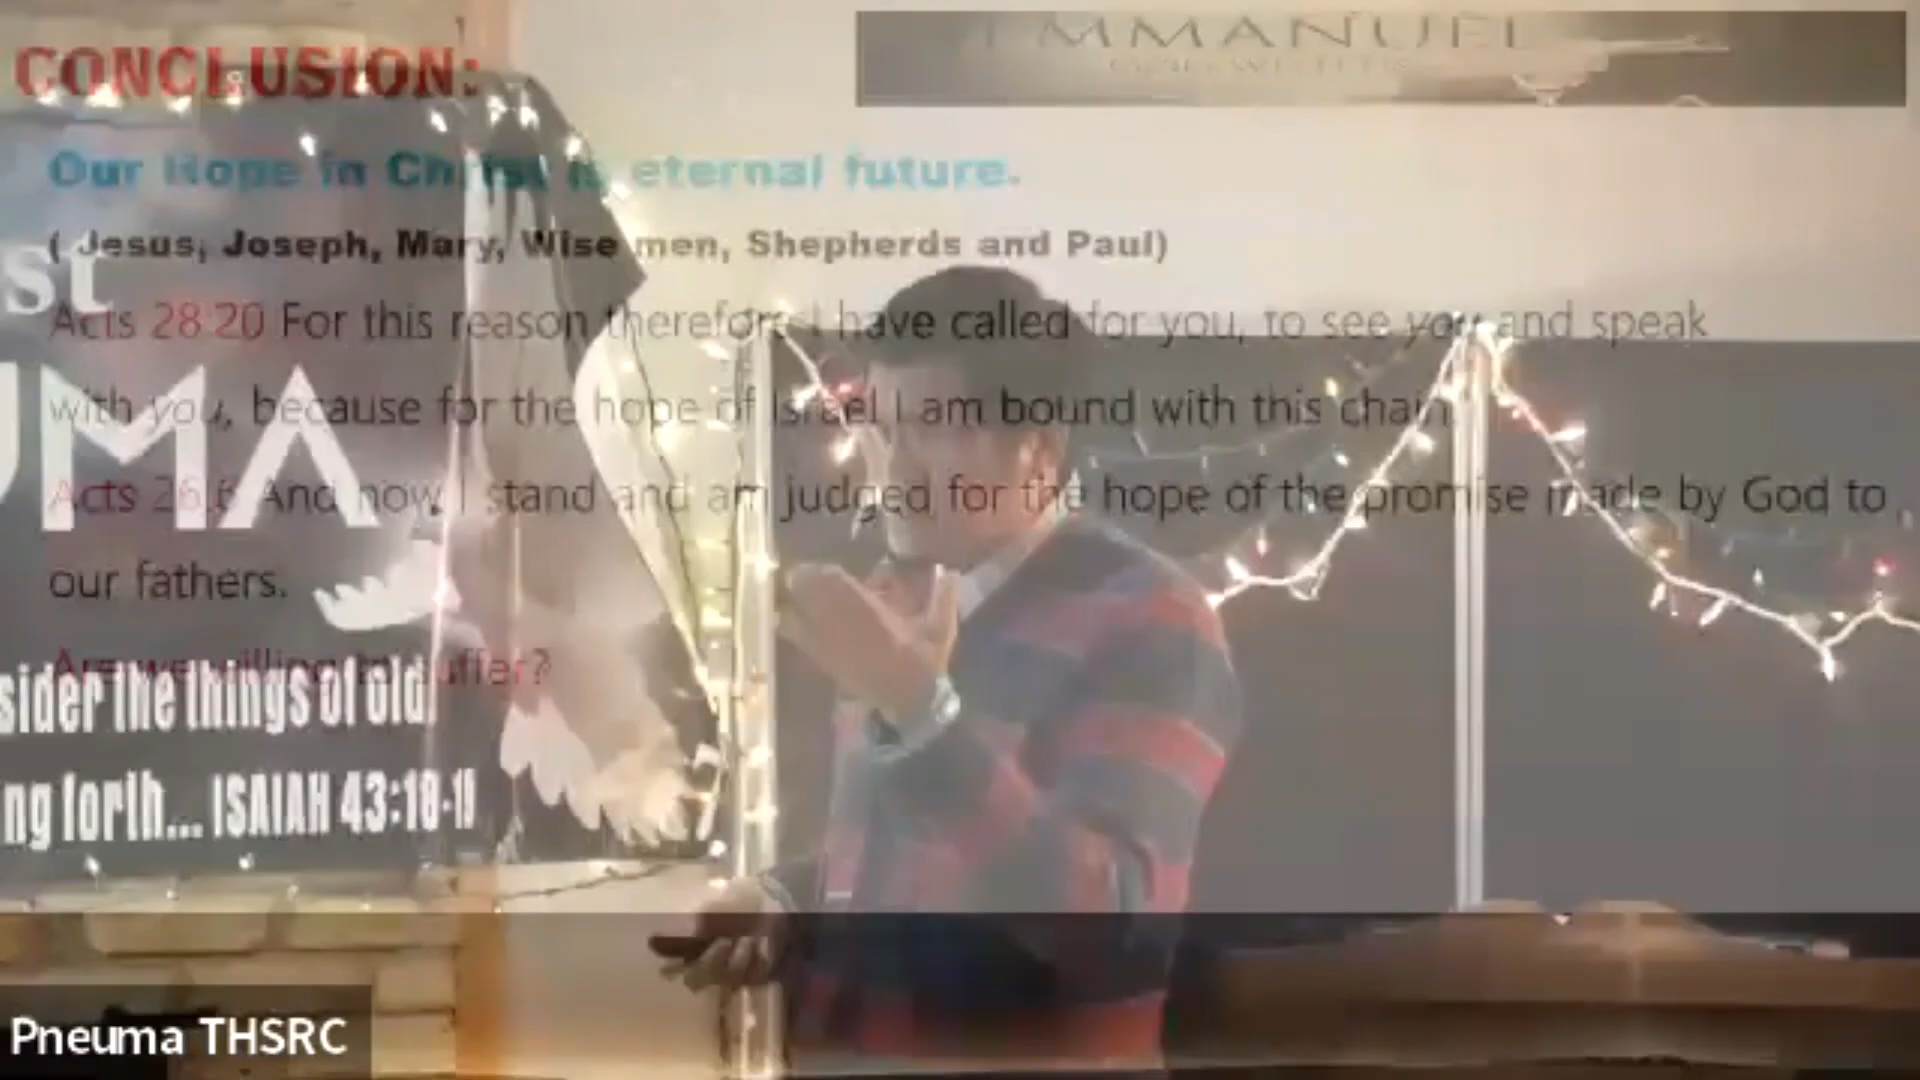 CONCLUSION:
EMMANUEL
Our Hope in Christ is eternal future.
( Jesus, Joseph, Mary, Wise men, Shepherds and Paul)
st
Acts 28:20 For this reason therefore I have called for you, to see you and speak
with you, because for the hope of Israel I am bound with this chain
UMA
Acts 26:6 And now, I stand and am judged for the hope of the promise made by God to
our fathers.
Are we willing to suffer?
sider the things of old
ng forth... ISAIAH 43:18-19
Pneuma THSRC